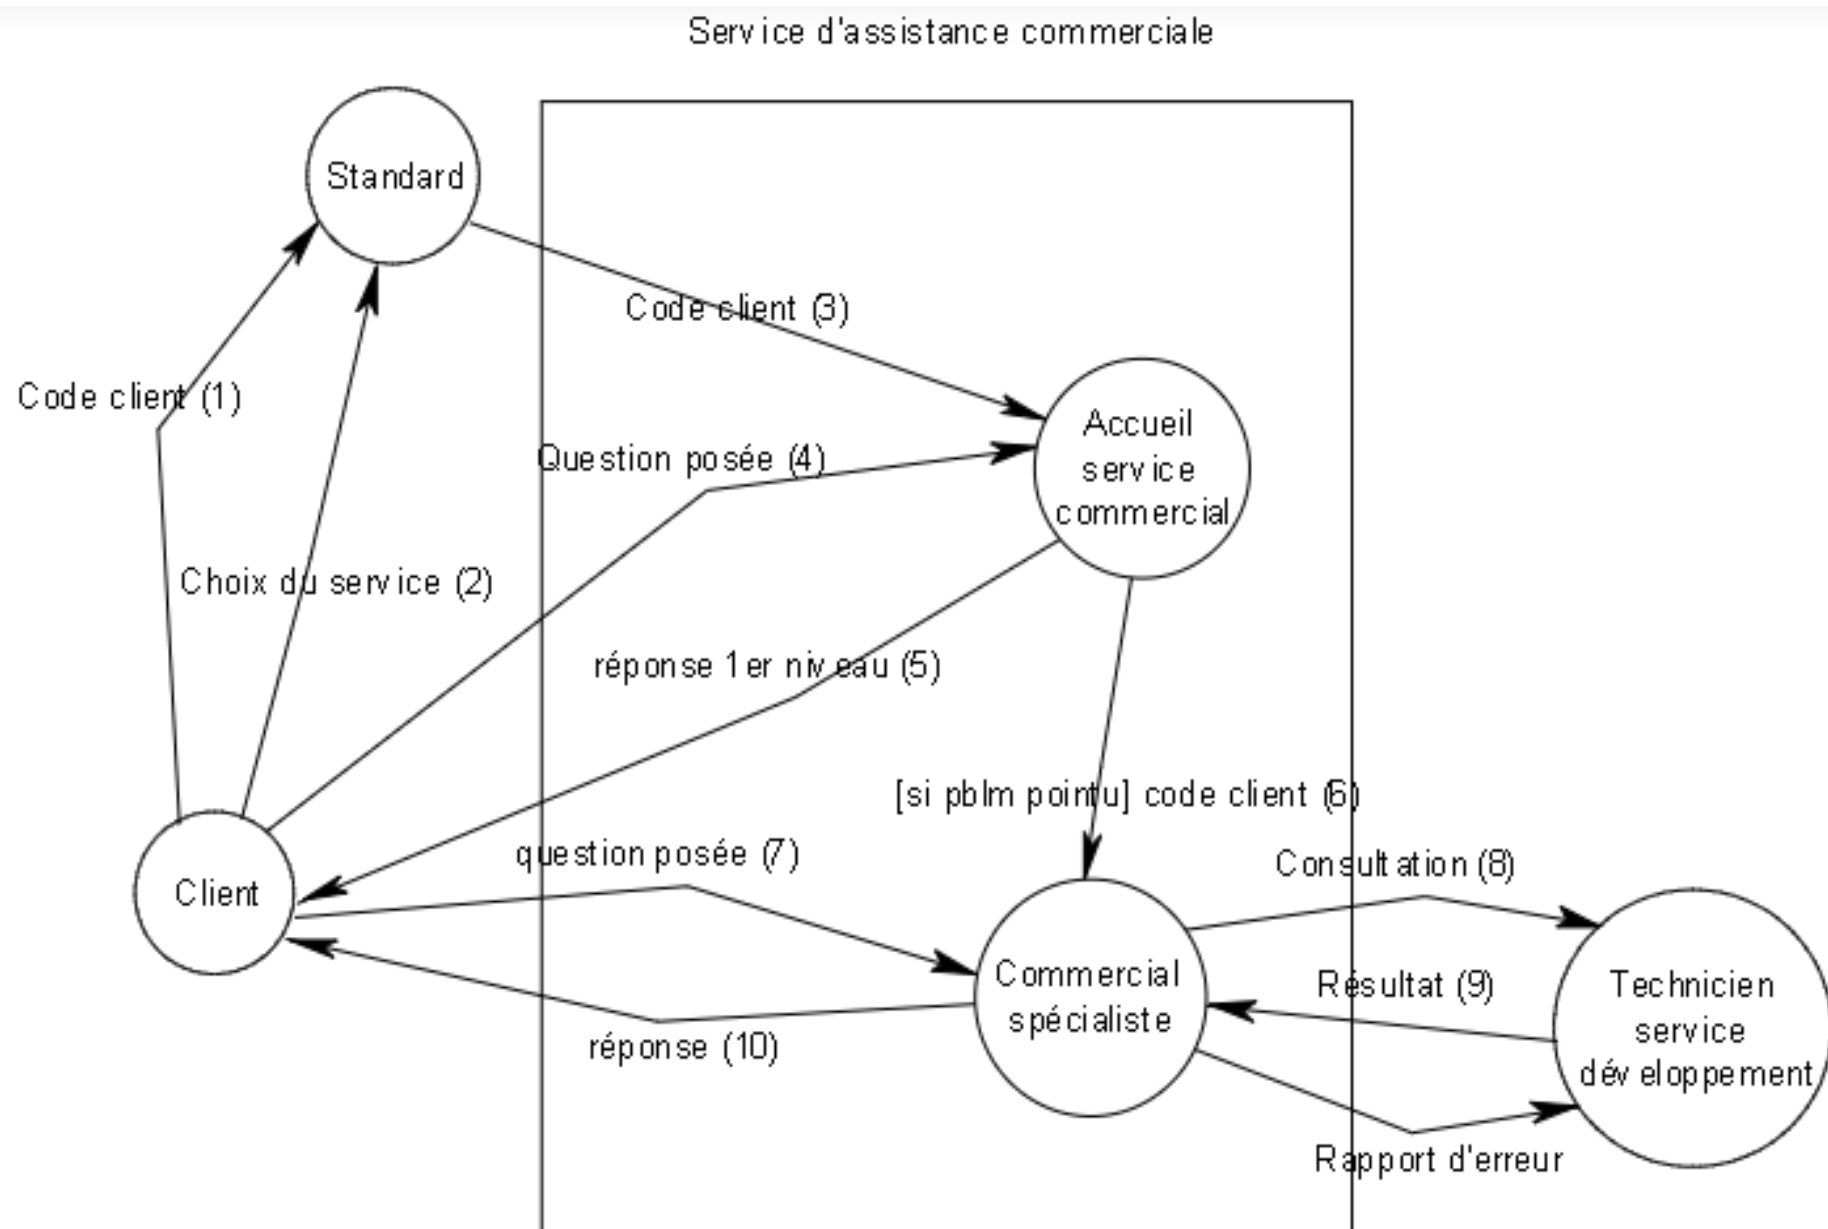 Service d'assistance commerciale
Standard
Code client (3)
Code client (1)
Accueil
service
commercial
Question posée (4)
Choix du service (2)
réponse 1er niveau (5)
[si pblm pointu] code client (6)
question posée (7)
Consultation (8)
Client
Commercial
spécialiste
Résultat (9)
Technicien
service
développement
réponse (10)
Rapport d'erreur